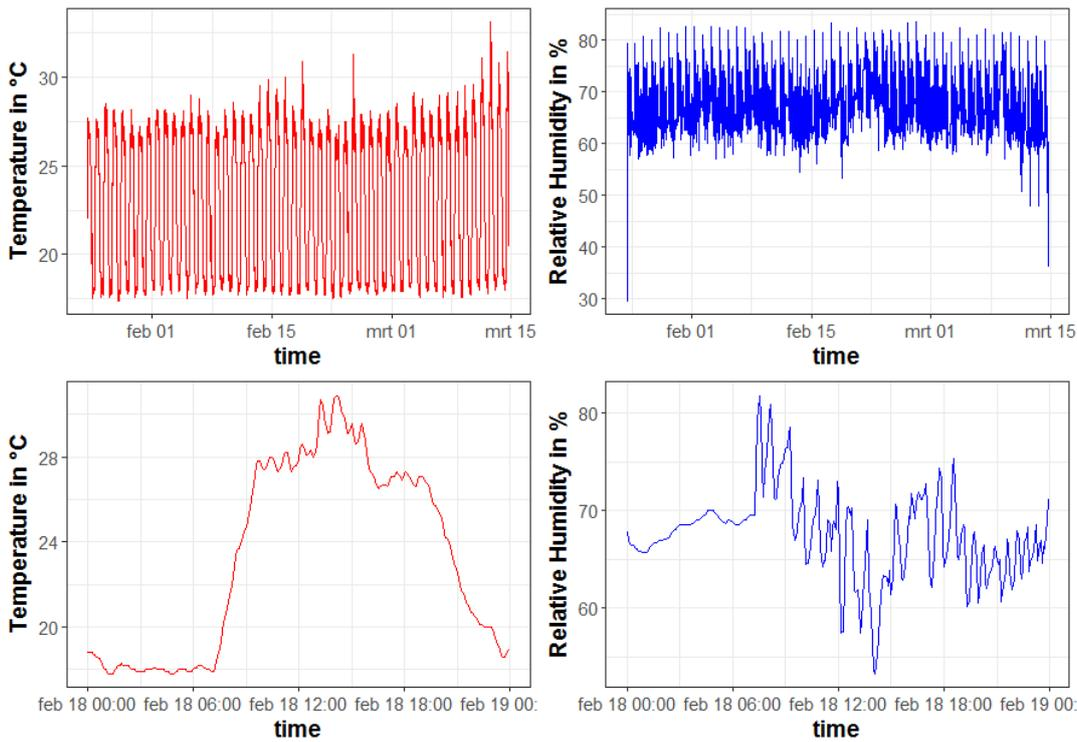 Temperature in °C
30
25
20
feb 01 feb 15 mrt 01 mrt 15
time
Relative Humidity in %
80
70
60
50
40
30
feb 01 feb 15 mrt 01 mrt 15
time
Temperature in °C
28
24
20
feb 18 00:00 feb 18 06:00 feb 18 12:00 feb 18 18:00 feb 19 00:
time
Relative Humidity in %
80
70
60
feb 18 00:00 feb 18 06:00 feb 18 12:00 feb 18 18:00 feb 19 00:
time